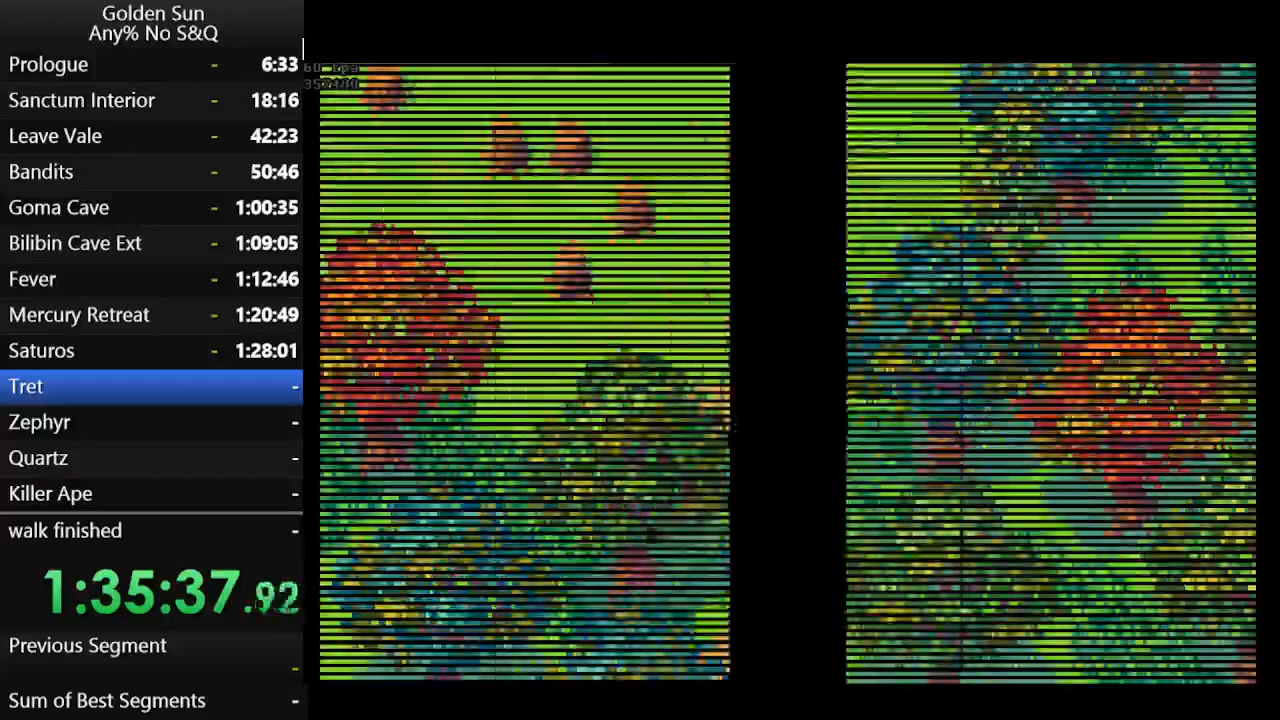 Golden Sun
Any% No S&Q
Prologue - 6:33
Sanctum Interior - 18:16
Leave Vale - 42:23
Bandits - 50:46
Goma Cave - 1:00:35
Bilibin Cave Ext - 1:09:05
Fever - 1:12:46
Mercury Retreat - 1:20:49
Saturos - 1:28:01
Tret -
Zephyr -
Quartz -
Killer Ape -
walk finished -
1:35:37.92
Previous Segment
-
Sum of Best Segments -
60 fps